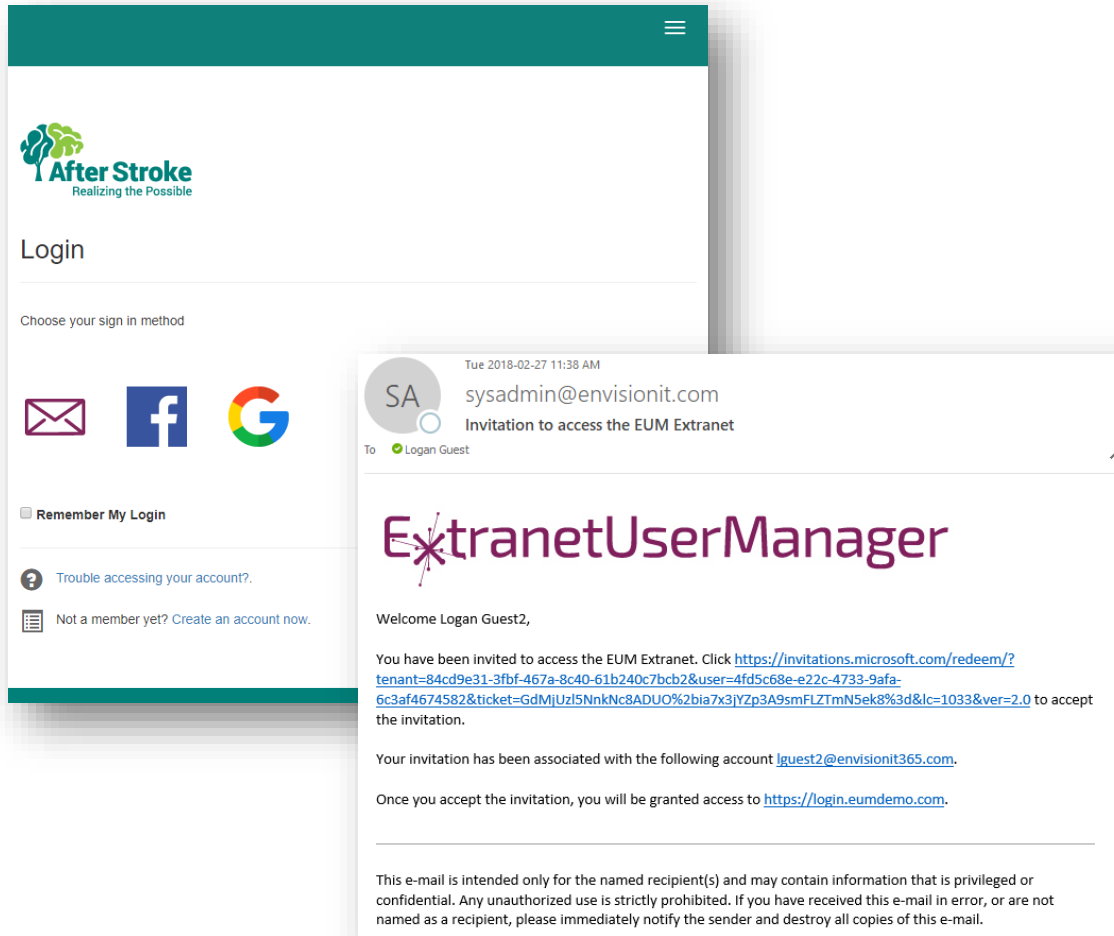 After Stroke
Realizing the Possible
Login
Choose your sign in method
Remember My Login
Trouble accessing your account?.
Not a member yet? Create an account now.
SA
Tue 2018-02-27 11:38 AM
sysadmin@envisionit.com
Invitation to access the EUM Extranet
To Logan Guest
ExtranetUserManager
Welcome Logan Guest2,
You have been invited to access the EUM Extranet. Click https://invitations.microsoft.com/redeem/?
tenant=84cd9e31-3fbf-467a-8c40-61b240c7bcb2&user=4fd5c68e-e22c-4733-9afa-
6c3af4674582&ticket=GdMjUzl5NnkNc8ADUO%2bia7x3jYZp3A9smFLZTmN5ek8%3d&lc=1033&ver=2.0 to accept
the invitation.
Your invitation has been associated with the following account lguest2@envisionit365.com.
Once you accept the invitation, you will be granted access to https://login.eumdemo.com.
This e-mail is intended only for the named recipient(s) and may contain information that is privileged or
confidential. Any unauthorized use is strictly prohibited. If you have received this e-mail in error, or are not
named as a recipient, please immediately notify the sender and destroy all copies of this e-mail.